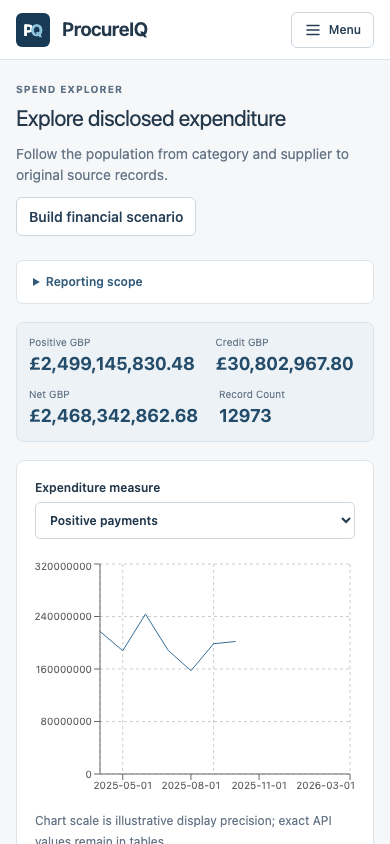 PQ ProcureIQ Menu
SPEND EXPLORER
Explore disclosed expenditure
Follow the population from category and supplier to
original source records.
Build financial scenario
Reporting scope
Positive GBP Credit GBP
£2,499,145,830.48 £30,802,967.80
Net GBP Record Count
£2,468,342,862.68 12973
Expenditure measure
Positive payments
320000000
240000000
160000000
80000000
0
2025-05-01 2025-08-01 2025-11-01 2026-03-01
Chart scale is illustrative display precision; exact API
values remain in tables